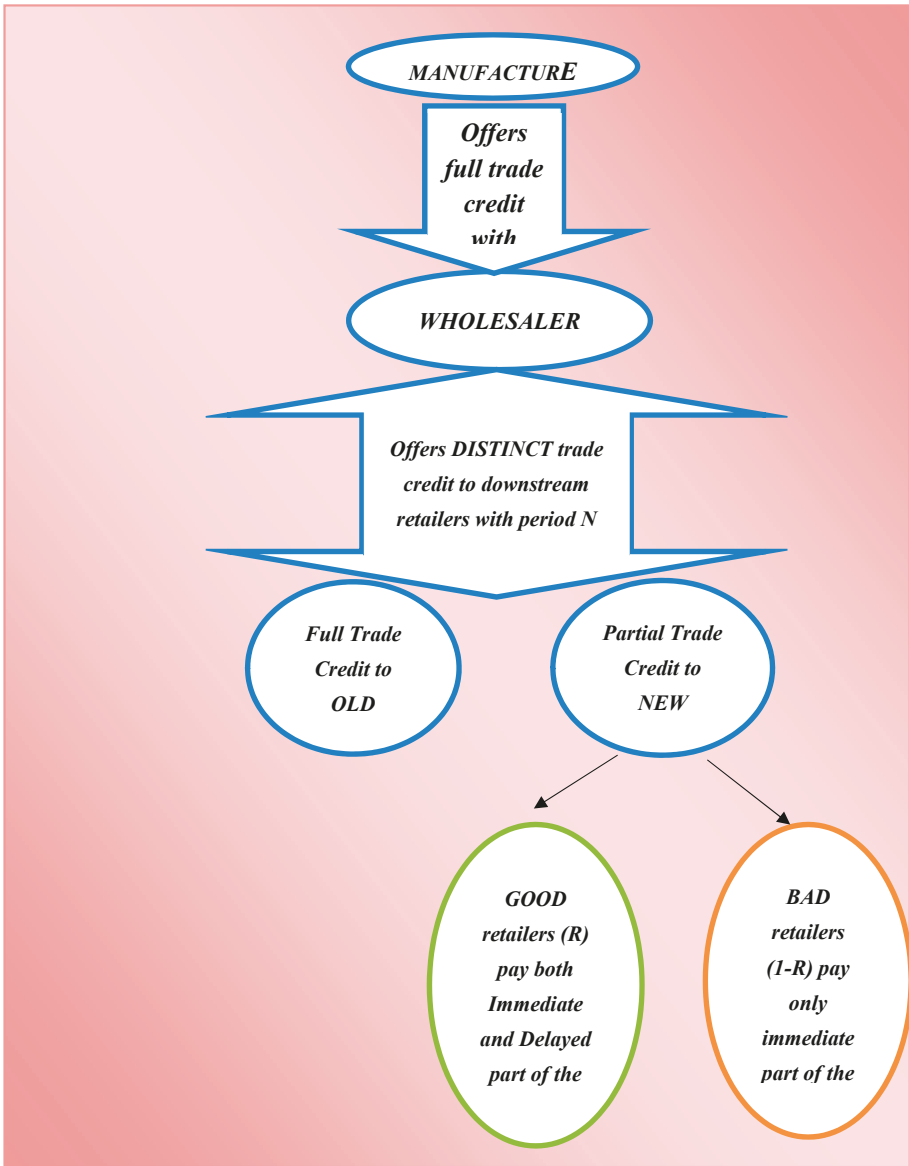 MANUFACTURE
Offers
full trade
credit
with
WHOLESALER
Offers DISTINCT trade
credit to downstream
retailers with period N
Full Trade
Credit to
OLD
Partial Trade
Credit to
NEW
GOOD
retailers (R)
pay both
Immediate
and Delayed
part of the
BAD
retailers
(1-R) pay
only
immediate
part of the